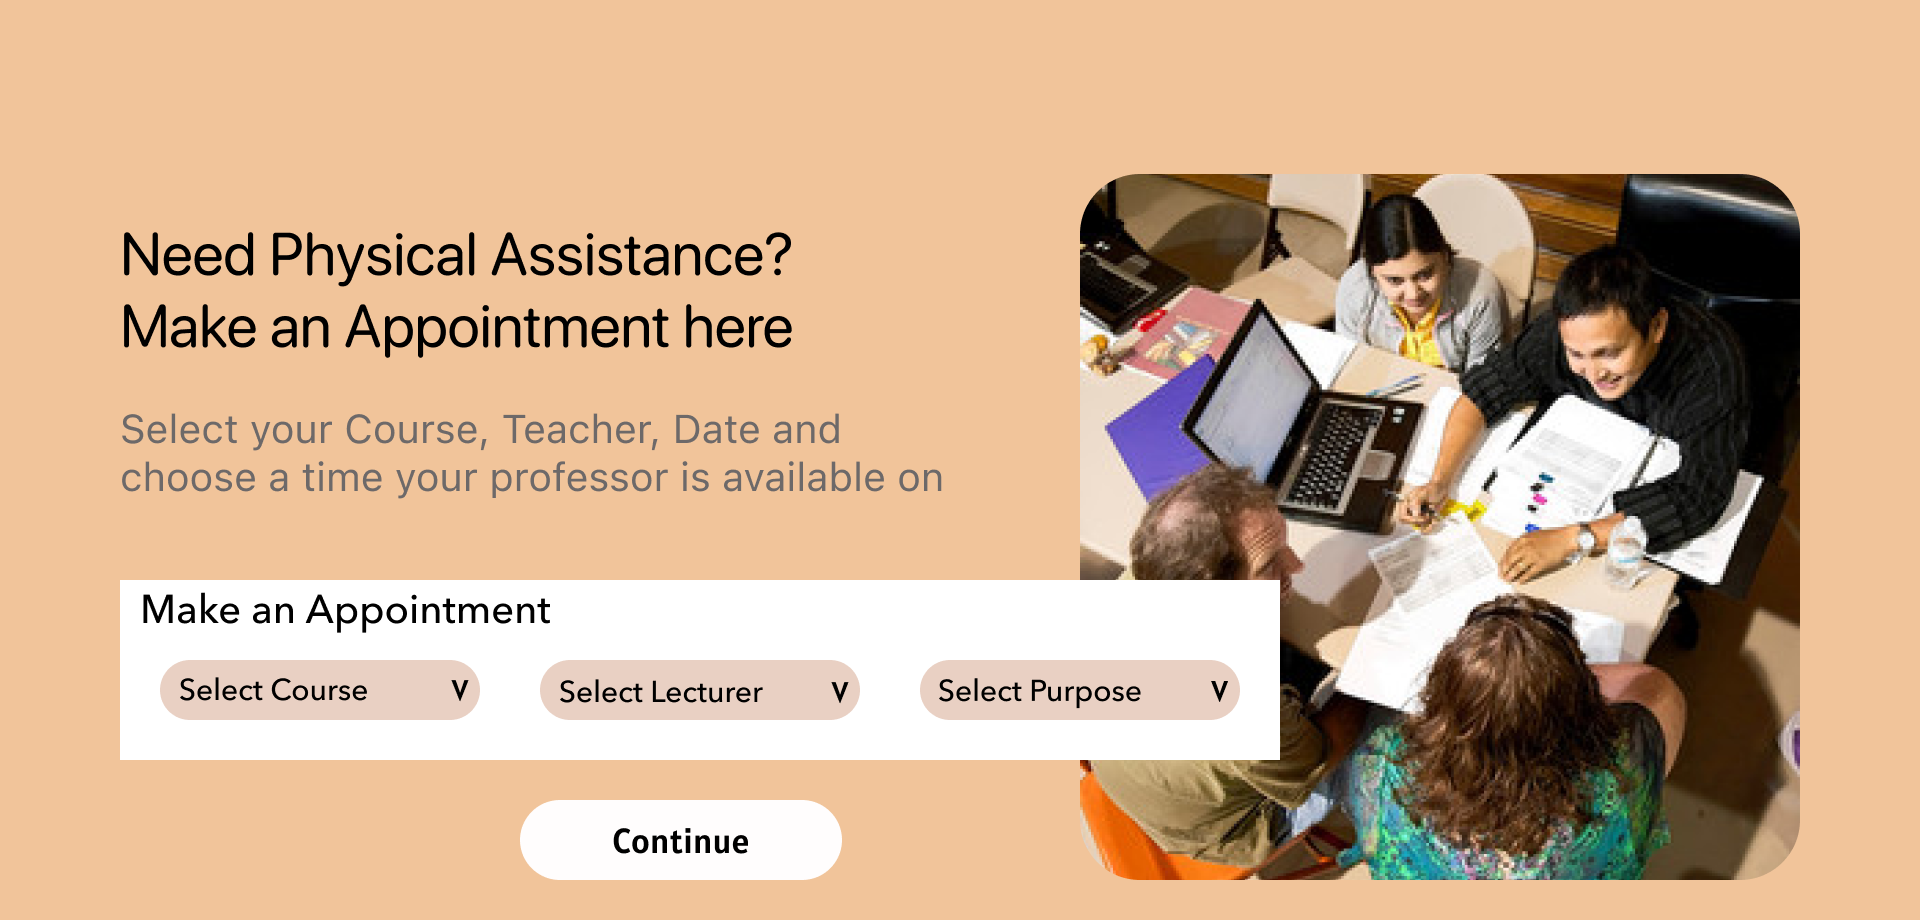 Need Physical Assistance?
Make an Appointment here
Select your Course, Teacher, Date and
choose a time your professor is available on
Make an Appointment
Select Course V
Select Lecturer V
Select Purpose V
Continue